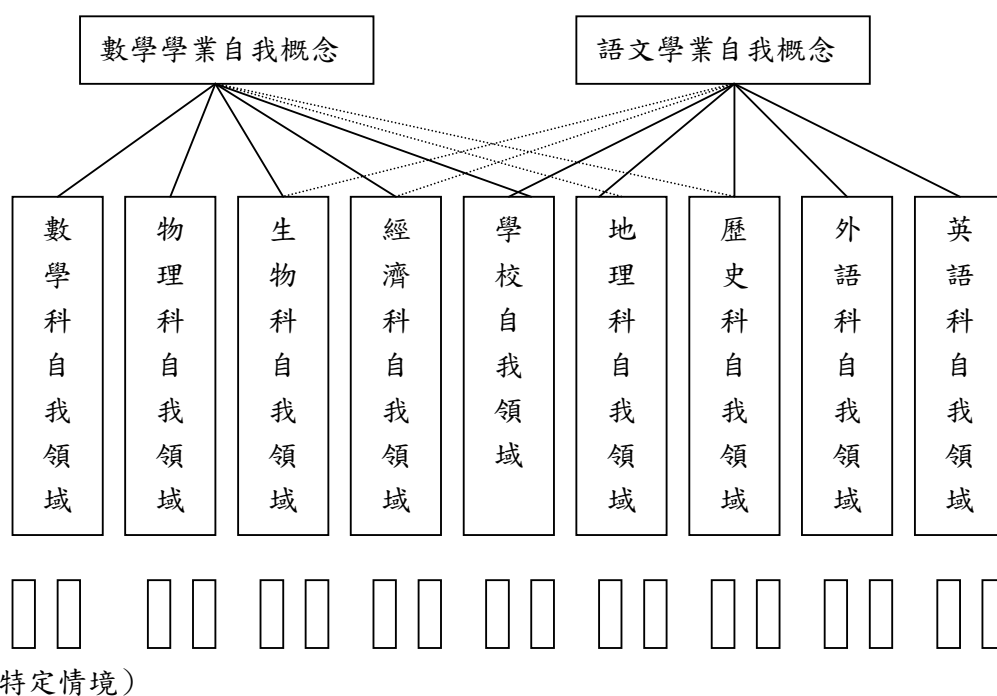 數學學業自我概念
語文學業自我概念
數學科自我領域
物理科自我領域
生物科自我領域
經濟科自我領域
學校自我領域
地理科自我領域
歷史科自我領域
外語科自我領域
英語科自我領域
特定情境）